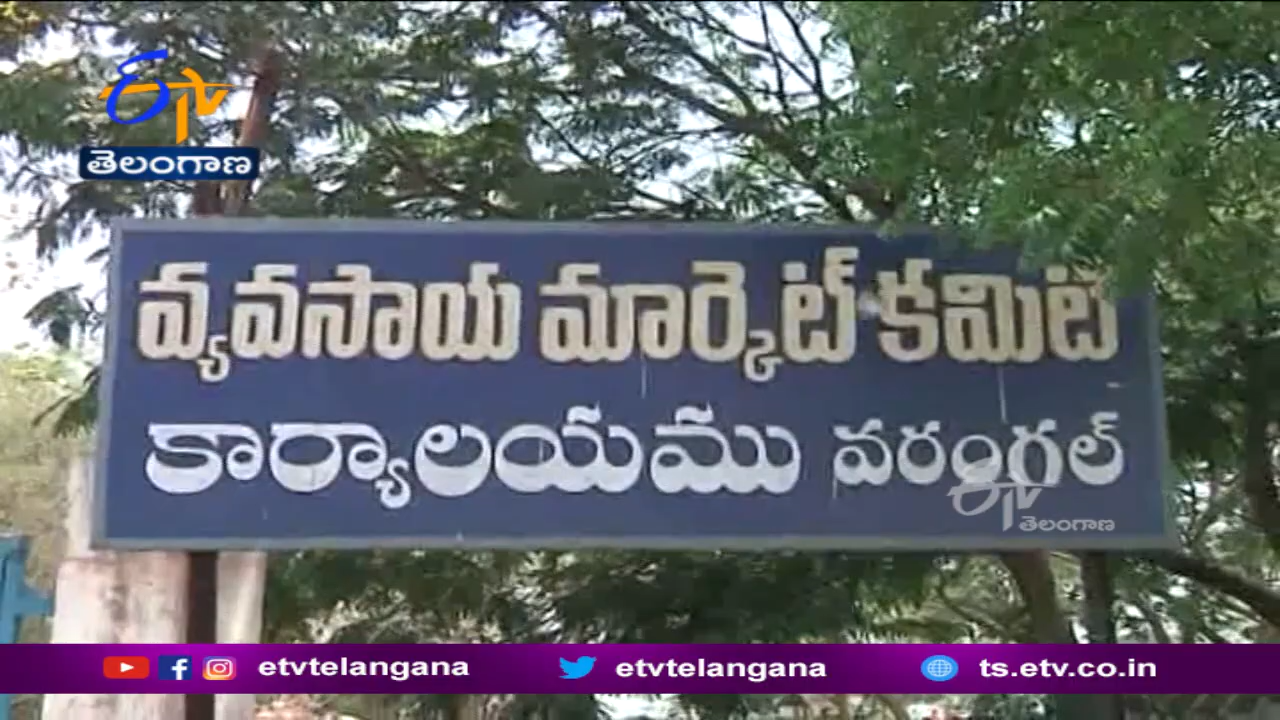 ETV
తెలంగాణ
వ్యవసాయ మార్కెట్ కమిటి
కార్యాలయము వరంగల్
ETV
తెలంగాణ
etvtelangana etvtelangana ts.etv.co.in